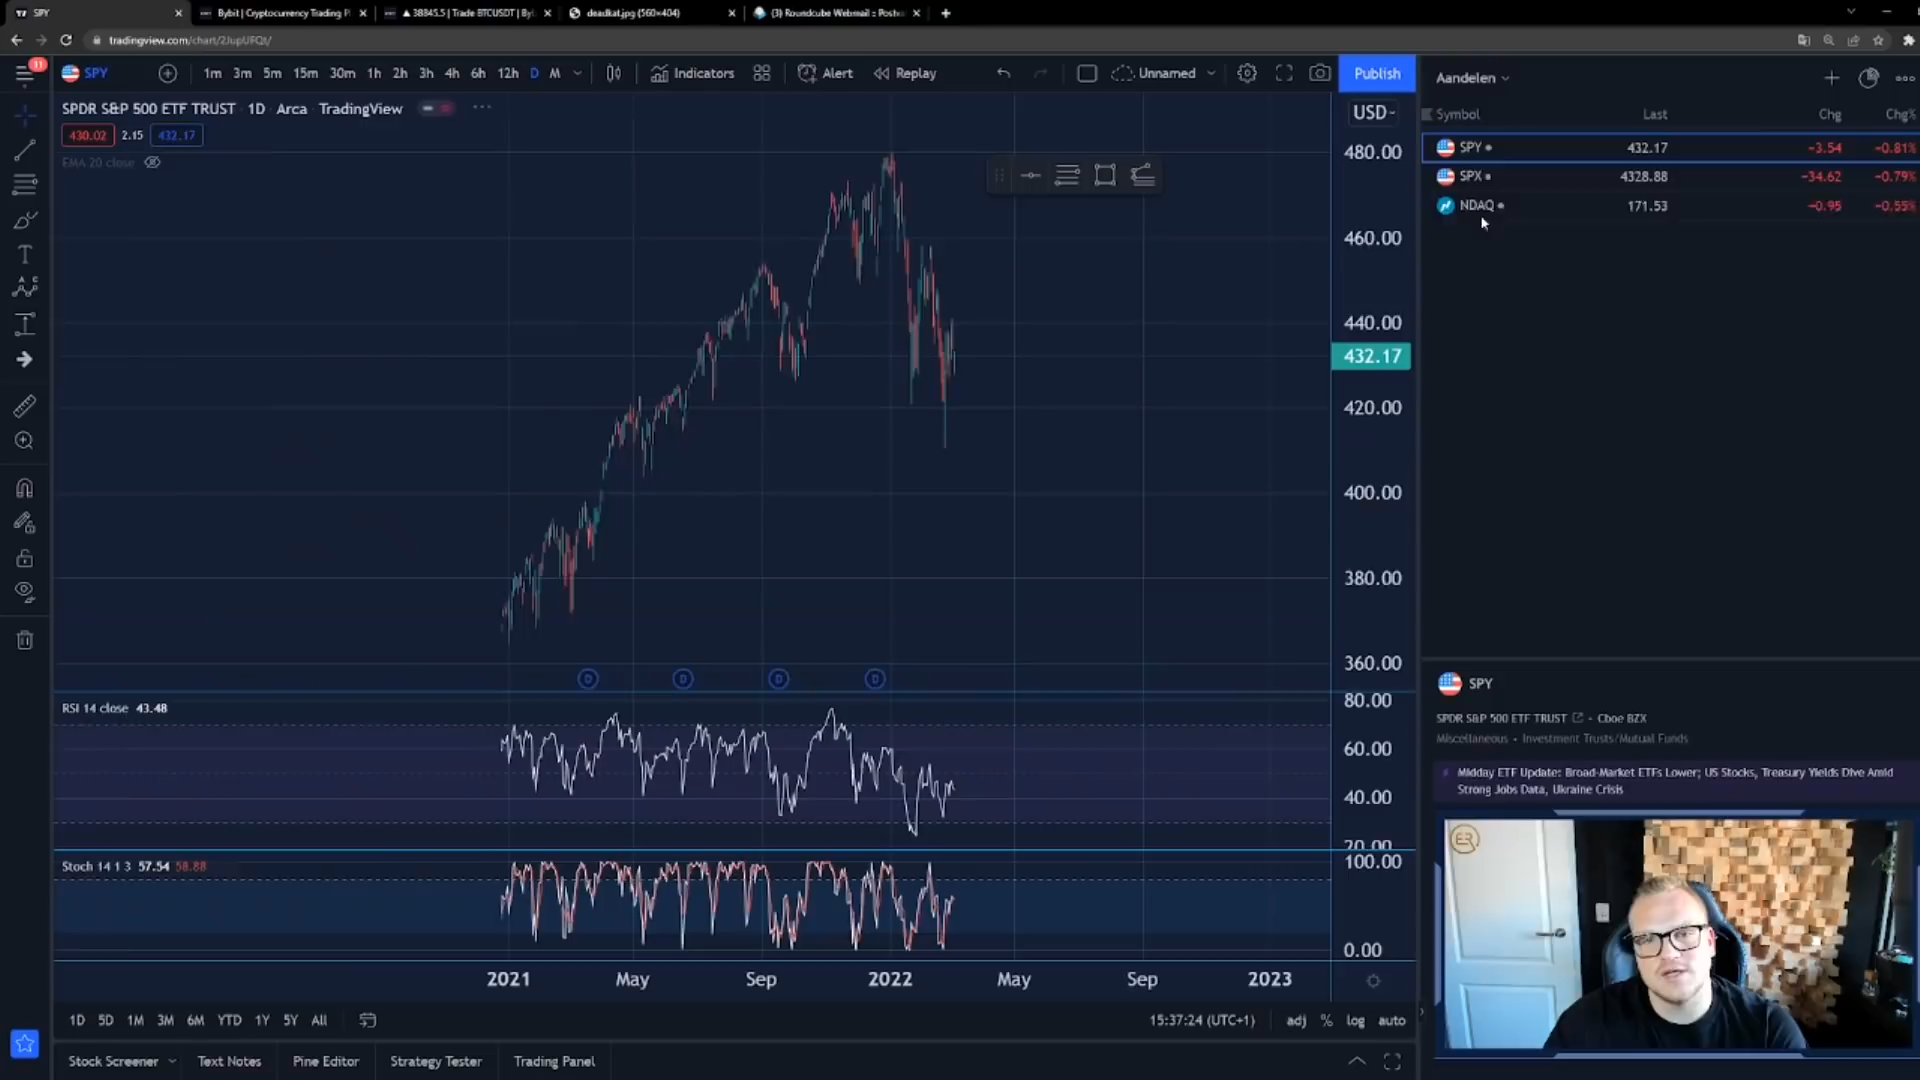 SPY
Bybit | Cryptocurrency Trading Pl
▲ 38845.5 | Trade BTCUSDT | Byb
deadkat.jpg (560×404)
(3) Roundcube Webmail ::
tradingview.com/chart/2JupUFQt/
11
SPY
1m 3m 5m 15m 30m 1h 2h 3h 4h 6h 12h D M
Indicators
Alert
Replay
Unnamed
Publish
SPDR S&P 500 ETF TRUST 1D Arca TradingView
430.02 2.15 432.17
EMA 20 close
USD
480.00
460.00
440.00
432.17
420.00
400.00
380.00
360.00
D D D D
RSI 14 close 43.48
80.00
60.00
40.00
20.00
Stoch 14 1 3 57.54 58.88
100.00
0.00
2021 May Sep 2022 May Sep 2023
1D 5D 1M 3M 6M YTD 1Y 5Y All
15:37:24 (UTC+1) adj % log auto
Stock Screener Text Notes Pine Editor Strategy Tester Trading Panel
Aandelen
Symbol Last Chg Chg%
SPY 432.17 −3.54 −0.81%
SPX 4328.88 −34.62 −0.79%
NDAQ 171.53 −0.95 −0.55%
SPY
SPDR S&P 500 ETF TRUST • Cboe BZX
Miscellaneous • Investment Trusts/Mutual Funds
Midday ETF Update: Broad-Market ETFs Lower; US Stocks, Treasury Yields Dive Amid
Strong Jobs Data, Ukraine Crisis